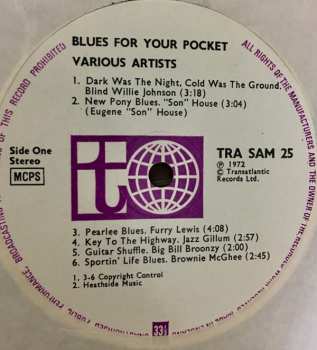 BLUES FOR YOUR POCKET
VARIOUS ARTISTS
1. Dark Was The Night, Cold Was The Ground.
Blind Willie Johnson (3:18)
2. New Pony Blues. "Son" House (3:04)
(Eugene "Son" House)
Side One
Stereo
MCPS
t
TRA SAM 25
Ⓟ 1972
Transatlantic
Records Ltd.
3. Pearlee Blues. Furry Lewis (4:08)
4. Key To The Highway. Jazz Gillum (2:57)
5. Guitar Shuffle. Big Bill Broonzy (2:00)
6. Sportin' Life Blues. Brownie McGhee (2:45)
1, 3-6 Copyright Control
2. Heathside Music
33⅓
ALL RIGHTS OF THE MANUFACTURERS AND
OF THIS RECORD PROHIBITED
BROADCASTING
PERFORMANCE,
PUBLIC